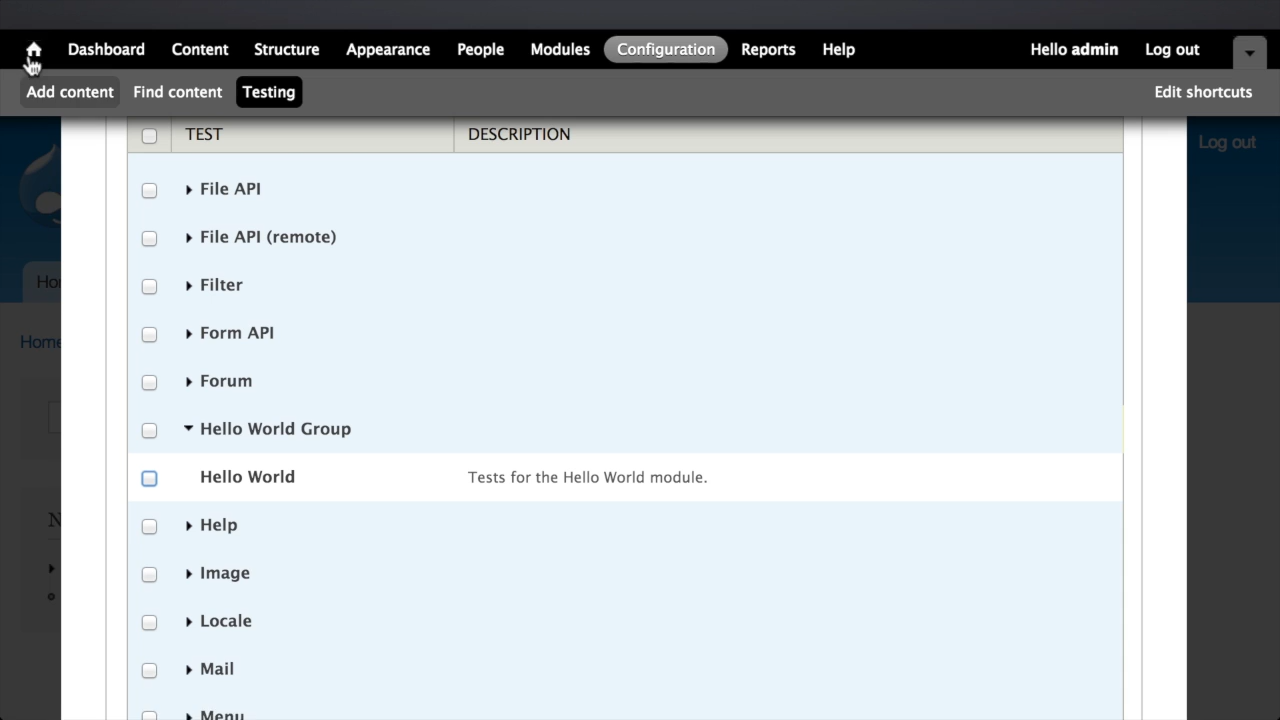 Dashboard Content Structure Appearance People Modules Configuration Reports Help Hello admin Log out
Add content Find content Testing Edit shortcuts
TEST DESCRIPTION
Log out
File API
File API (remote)
Filter
Form API
Home
Forum
Hello World Group
Hello World Tests for the Hello World module.
Help
Image
Locale
Mail
Menu